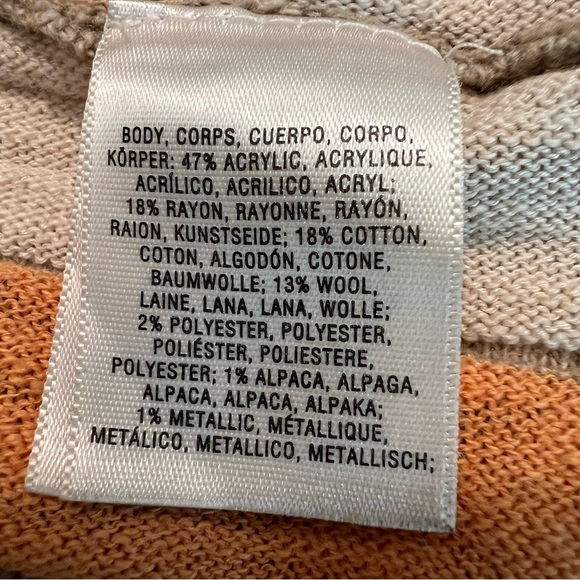 BODY, CORPS, CUERPO, CORPO,
KÖRPER: 47% ACRYLIC, ACRYLIQUE,
ACRÍLICO, ACRILICO, ACRYL;
18% RAYON, RAYONNE, RAYÓN,
RAION, KUNSTSEIDE; 18% COTTON,
COTON, ALGODÓN, COTONE,
BAUMWOLLE; 13% WOOL,
LAINE, LANA, LANA, WOLLE;
2% POLYESTER, POLYESTER,
POLIÉSTER, POLIESTERE,
POLYESTER; 1% ALPACA, ALPAGA,
ALPACA, ALPACA, ALPAKA;
1% METALLIC, MÉTALLIQUE,
METÁLICO, METALLICO, METALLISCH;